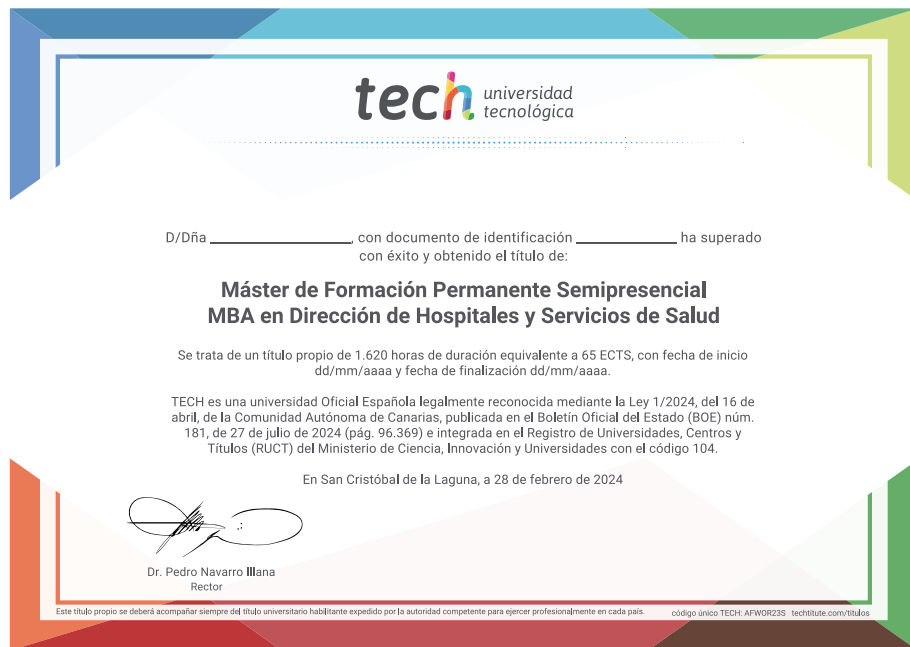 tech universidad
tecnológica
D/Dña ____________________, con documento de identificación ______________ ha superado
con éxito y obtenido el título de:
Máster de Formación Permanente Semipresencial
MBA en Dirección de Hospitales y Servicios de Salud
Se trata de un título propio de 1.620 horas de duración equivalente a 65 ECTS, con fecha de inicio
dd/mm/aaaa y fecha de finalización dd/mm/aaaa.
TECH es una universidad Oficial Española legalmente reconocida mediante la Ley 1/2024, del 16 de
abril, de la Comunidad Autónoma de Canarias, publicada en el Boletín Oficial del Estado (BOE) núm.
181, de 27 de julio de 2024 (pág. 96.369) e integrada en el Registro de Universidades, Centros y
Títulos (RUCT) del Ministerio de Ciencia, Innovación y Universidades con el código 104.
En San Cristóbal de la Laguna, a 28 de febrero de 2024
Dr. Pedro Navarro Illana
Rector
Este título propio se deberá acompañar siempre del título universitario habilitante expedido por la autoridad competente para ejercer profesionalmente en cada país. código único TECH: AFWOR23S techtitute.com/titulos